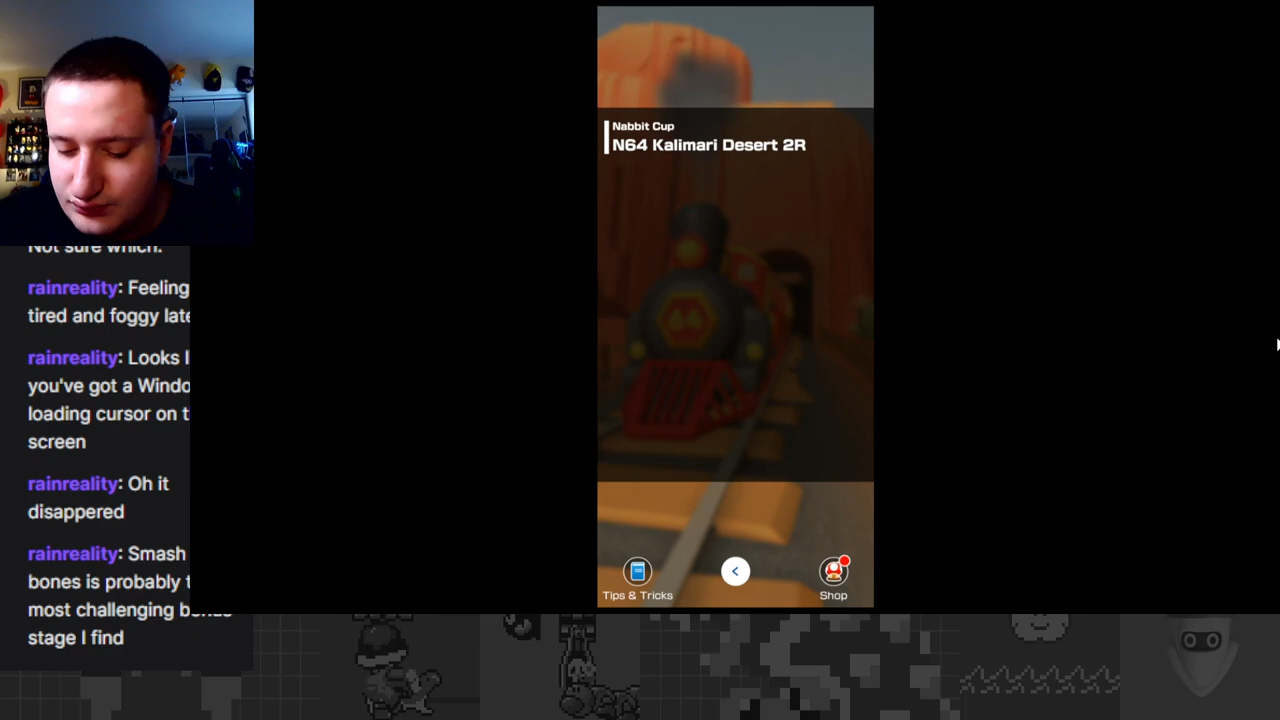 Not sure which.
rainreality: Feeling
tired and foggy late
rainreality: Looks l
you've got a Windo
loading cursor on t
screen
rainreality: Oh it
disappered
rainreality: Smash
bones is probably t
most challenging bonus
stage I find
Nabbit Cup
N64 Kalimari Desert 2R
64
Tips & Tricks
Shop